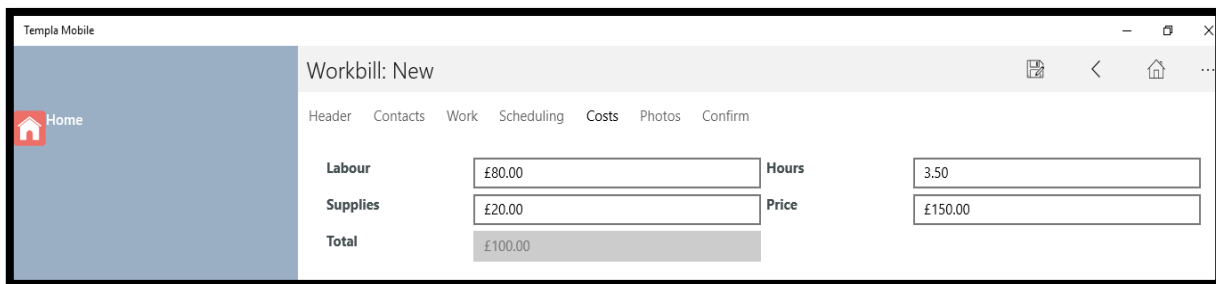 Templa Mobile
Workbill: New
Home
Header Contacts Work Scheduling Costs Photos Confirm
Labour £80.00 Hours 3.50
Supplies £20.00 Price £150.00
Total £100.00